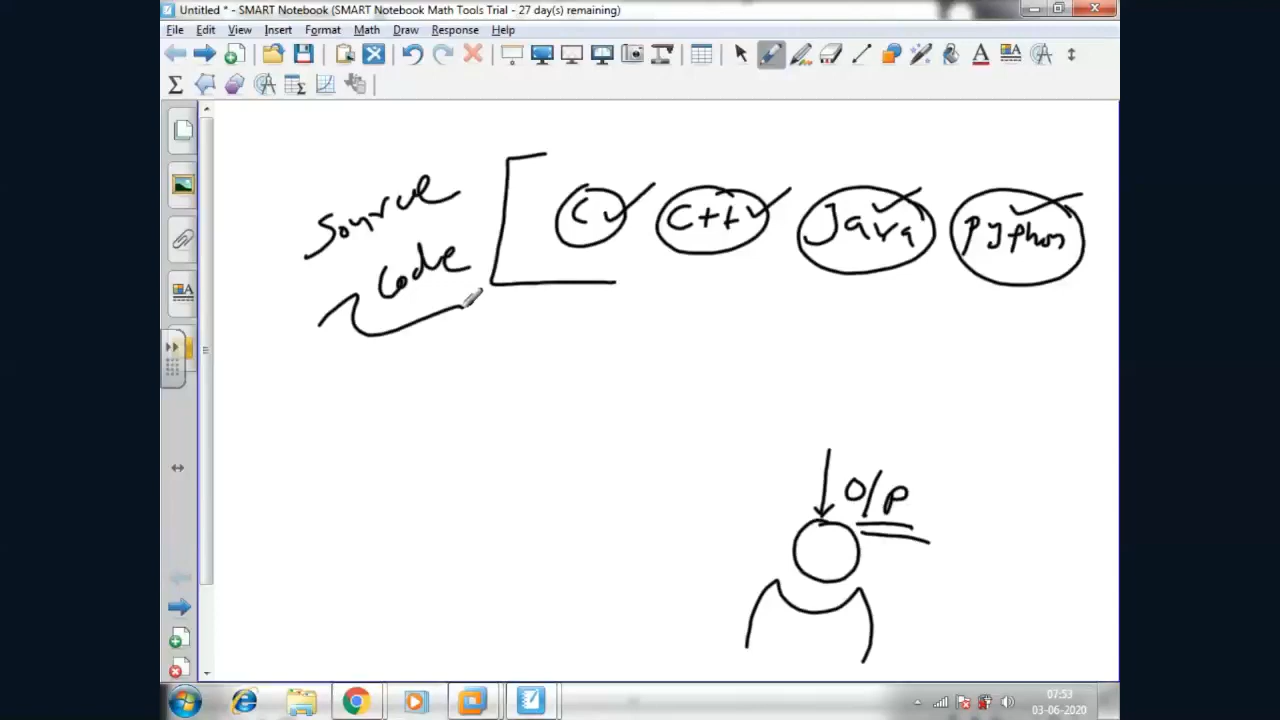 Untitled * - SMART Notebook (SMART Notebook Math Tools Trial - 27 day(s) remaining)
File Edit View Insert Format Math Draw Response Help
Source
Code
C C++ Java Python
O/P
07:53
03-06-2020